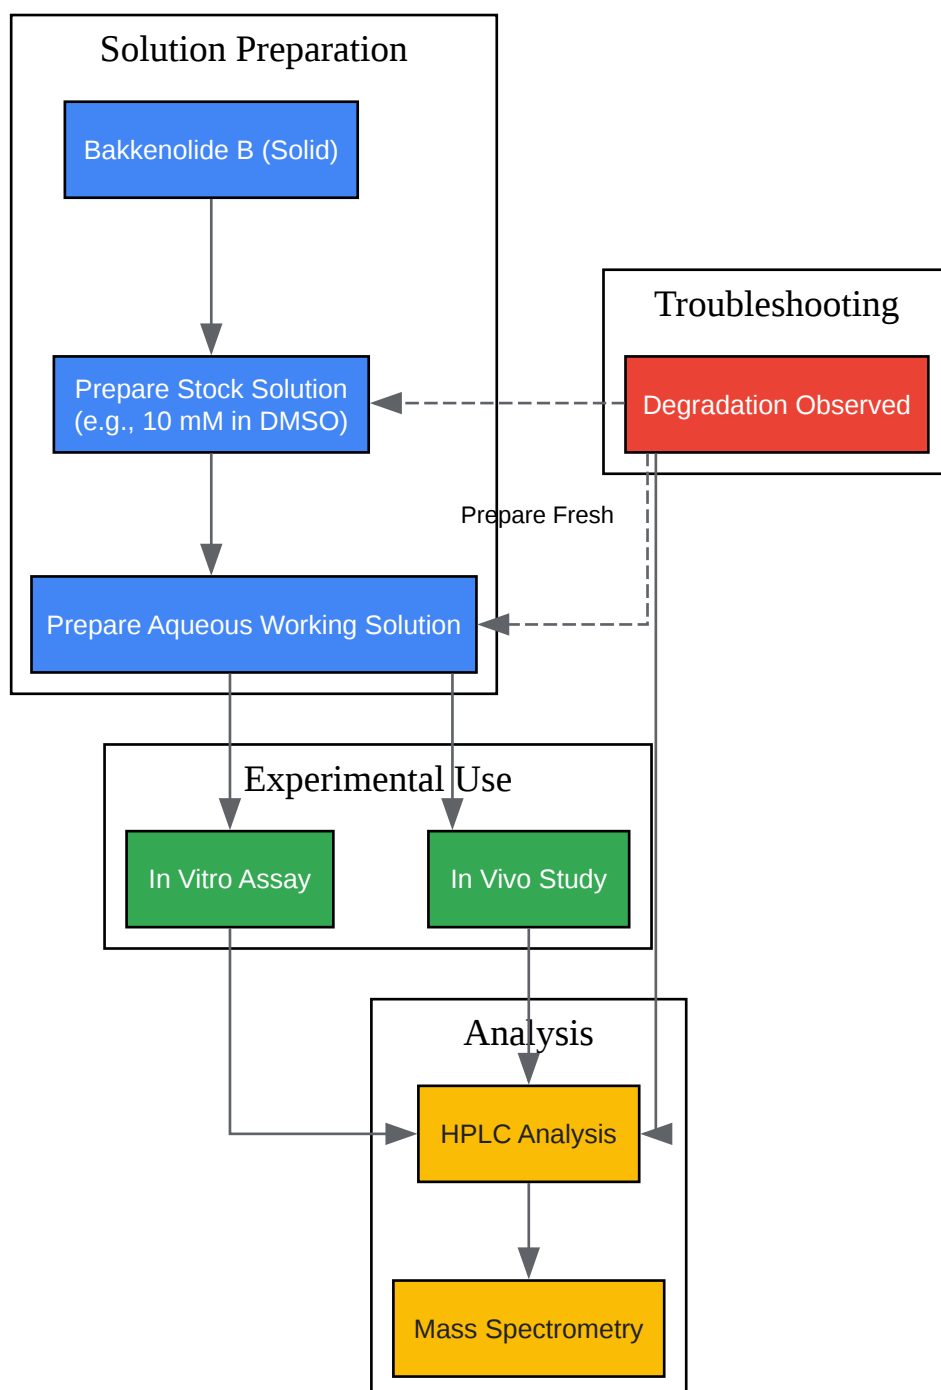 Solution Preparation
Bakkenolide B (Solid)
Troubleshooting
Prepare Stock Solution
(e.g., 10 mM in DMSO)
Degradation Observed
Prepare Fresh
Prepare Aqueous Working Solution
Experimental Use
In Vitro Assay
In Vivo Study
Analysis
HPLC Analysis
Mass Spectrometry